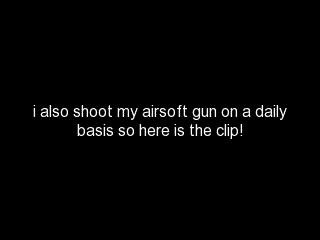 i also shoot my airsoft gun on a daily
basis so here is the clip!